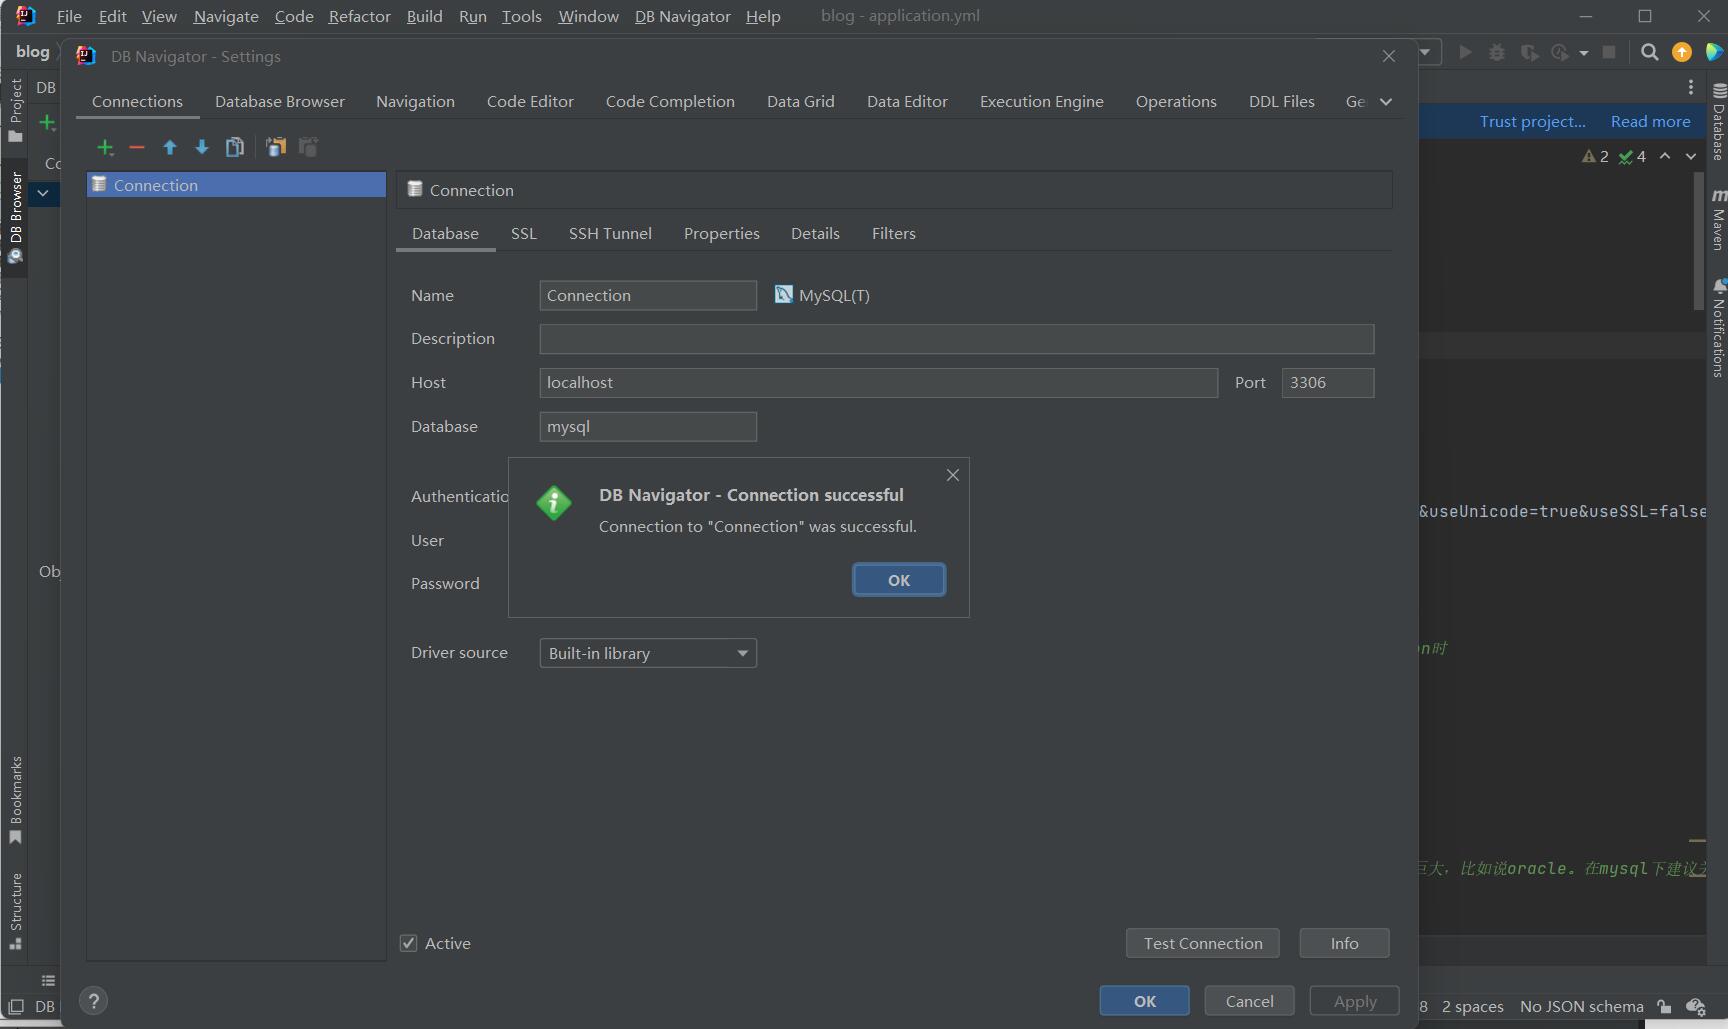 File Edit View Navigate Code Refactor Build Run Tools Window DB Navigator Help blog - application.yml
blog
DB Navigator - Settings
Project
DB
Connections Database Browser Navigation Code Editor Code Completion Data Grid Data Editor Execution Engine Operations DDL Files Ge
Trust project... Read more
Database
2 4
Co
DB Browser
Connection
Connection
Maven
Database SSL SSH Tunnel Properties Details Filters
Name Connection MySQL(T)
Notifications
Description
Host localhost Port 3306
Database mysql
DB Navigator - Connection successful
Authenticatio
Connection to "Connection" was successful.
&useUnicode=true&useSSL=false
User
Ob
Password
OK
Driver source Built-in library
n时
Bookmarks
巨大，比如说oracle。在mysql下建议
Structure
Active Test Connection Info
DB
? OK Cancel Apply
8 2 spaces No JSON schema